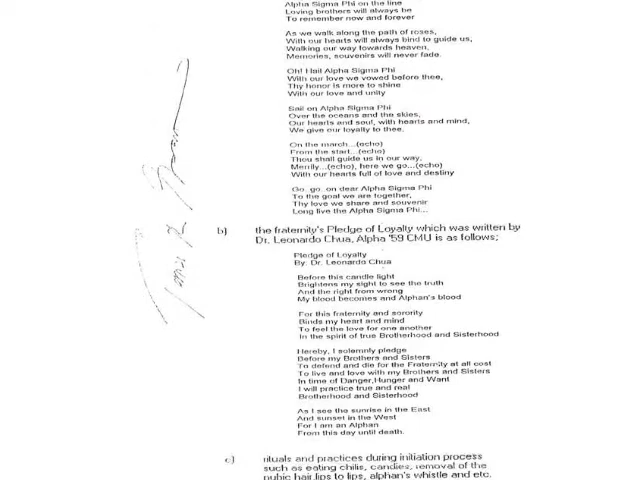 Alpha Sigma Phi on the line
Loving brothers will always be
To remember now and forever
As we walk along the path of roses,
With our hearts will always bind to guide us,
Walking our way towards heaven,
Memories, souvenirs will never fade.
Oh! Hail Alpha Sigma Phi
With our love we vowed before thee,
Thy honor is more to shine
With our love and unity
Sail on Alpha Sigma Phi
Over the oceans and the skies,
Our hearts and soul, with hearts and mind,
We give our loyalty to thee.
On the march...(echo)
From the start...(echo)
Thou shall guide us in our way,
Merrily...(echo), here we go...(echo)
With our hearts full of love and destiny
Go, go, on dear Alpha Sigma Phi
To the goal we are together,
Thy love we share and souvenir
Long live the Alpha Sigma Phi...
b) the fraternity's Pledge of Loyalty which was written by
Dr. Leonardo Chua, Alpha '59 CMU is as follows;
Pledge of Loyalty
By: Dr. Leonardo Chua
Before this candle light
Brightens my sight to see the truth
And the right from wrong
My blood becomes and Alphan's blood
For this fraternity and sorority
Binds my heart and mind
To feel the love for one another
In the spirit of true Brotherhood and Sisterhood
Hereby, I solemnly pledge
Before my Brothers and Sisters
To defend and die for the Fraternity at all cost
To live and love with my Brothers and Sisters
In time of Danger,Hunger and Want
I will practice true and real
Brotherhood and Sisterhood
As I see the sunrise in the East
And sunset in the West
For I am an Alphan
From this day until death.
c) rituals and practices during initiation process
such as eating chilis, candies, removal of the
pubic hair,lips to lips, alphan's whistle and etc.